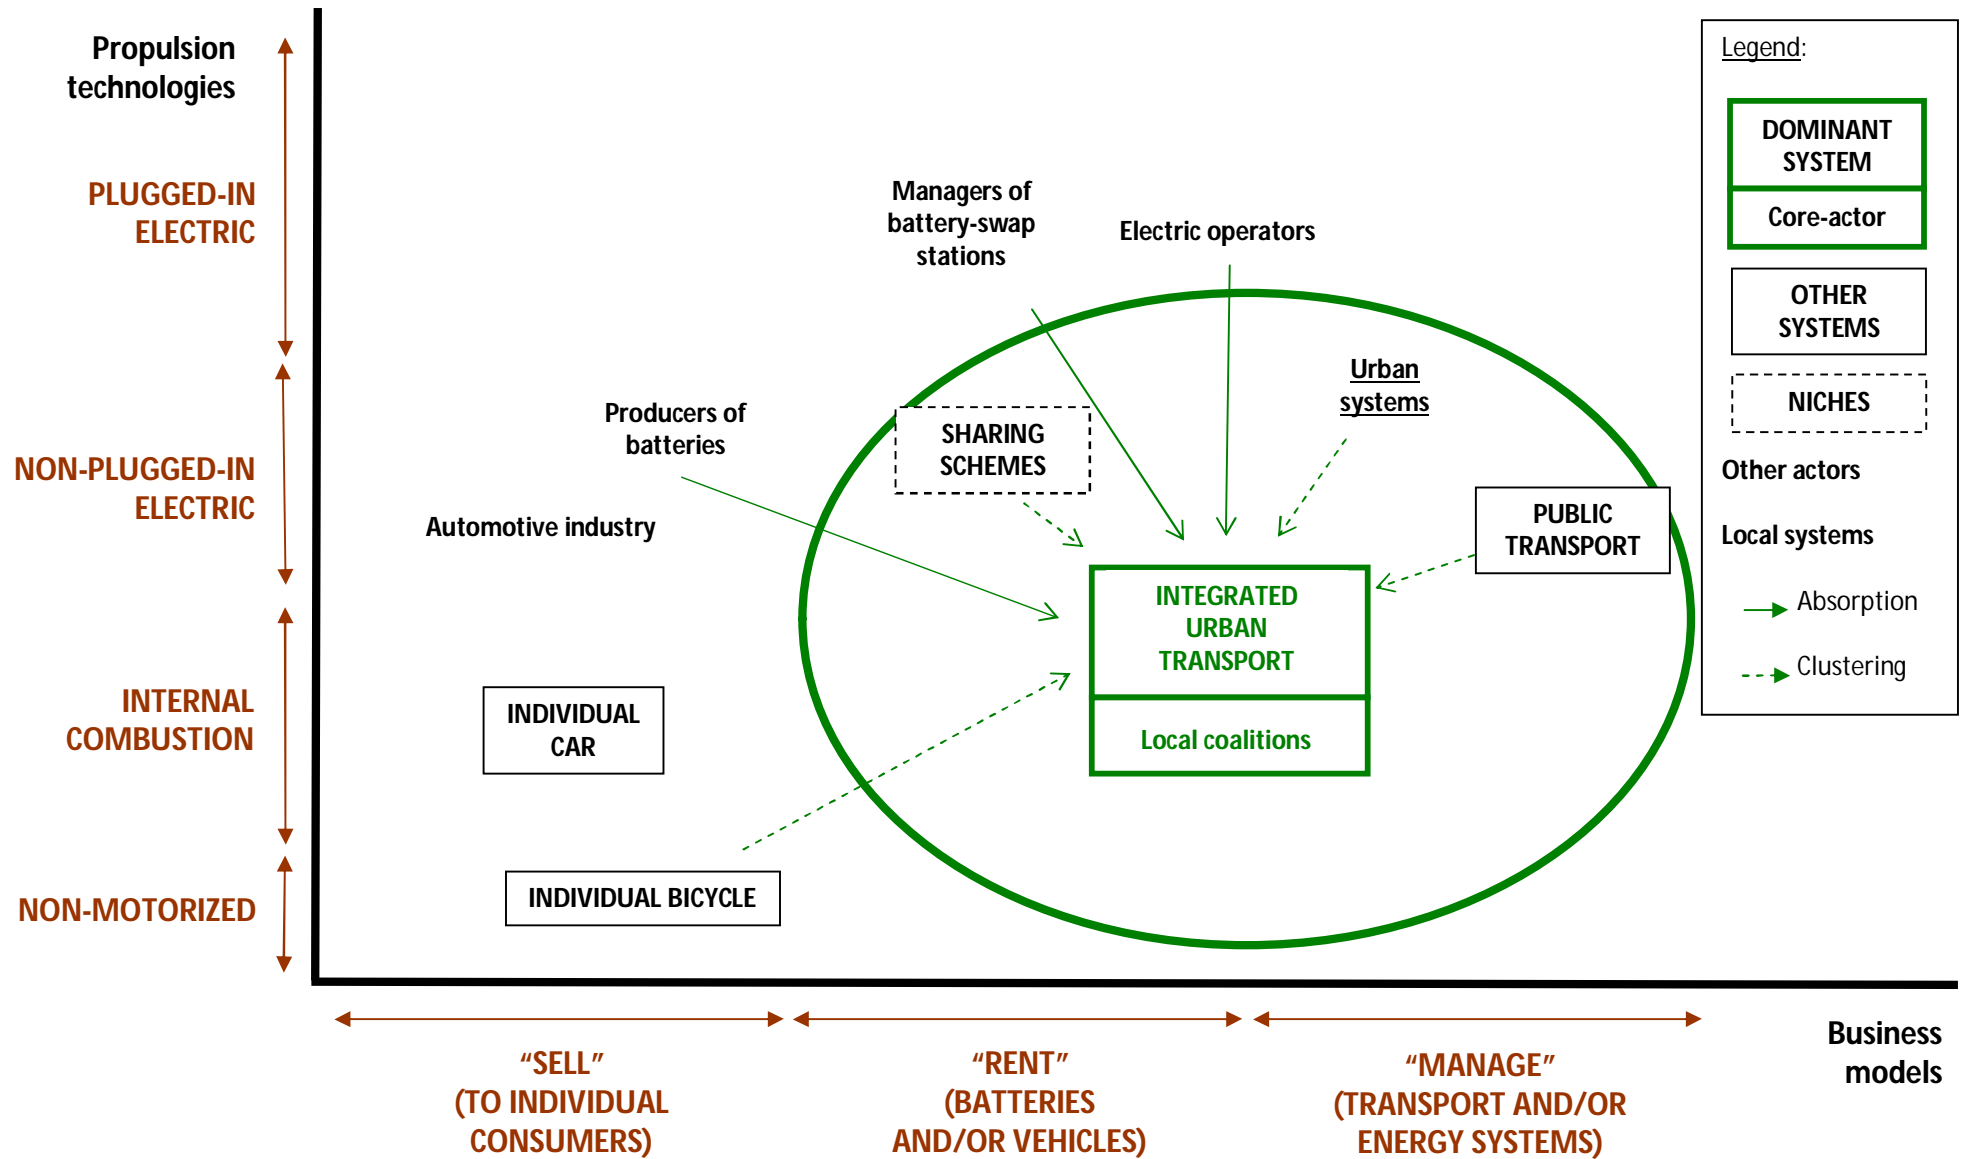 Propulsion
technologies
PLUGGED-IN
ELECTRIC
NON-PLUGGED-IN
ELECTRIC
INTERNAL
COMBUSTION
NON-MOTORIZED
Managers of
battery-swap
stations
Electric operators
Urban
systems
Producers of
batteries
SHARING
SCHEMES
Automotive industry
PUBLIC
TRANSPORT
INTEGRATED
URBAN
TRANSPORT
Local coalitions
INDIVIDUAL
CAR
INDIVIDUAL BICYCLE
Legend:
DOMINANT
SYSTEM
Core-actor
OTHER
SYSTEMS
NICHES
Other actors
Local systems
Absorption
Clustering
“SELL”
(TO INDIVIDUAL
CONSUMERS)
“RENT”
(BATTERIES
AND/OR VEHICLES)
“MANAGE”
(TRANSPORT AND/OR
ENERGY SYSTEMS)
Business
models